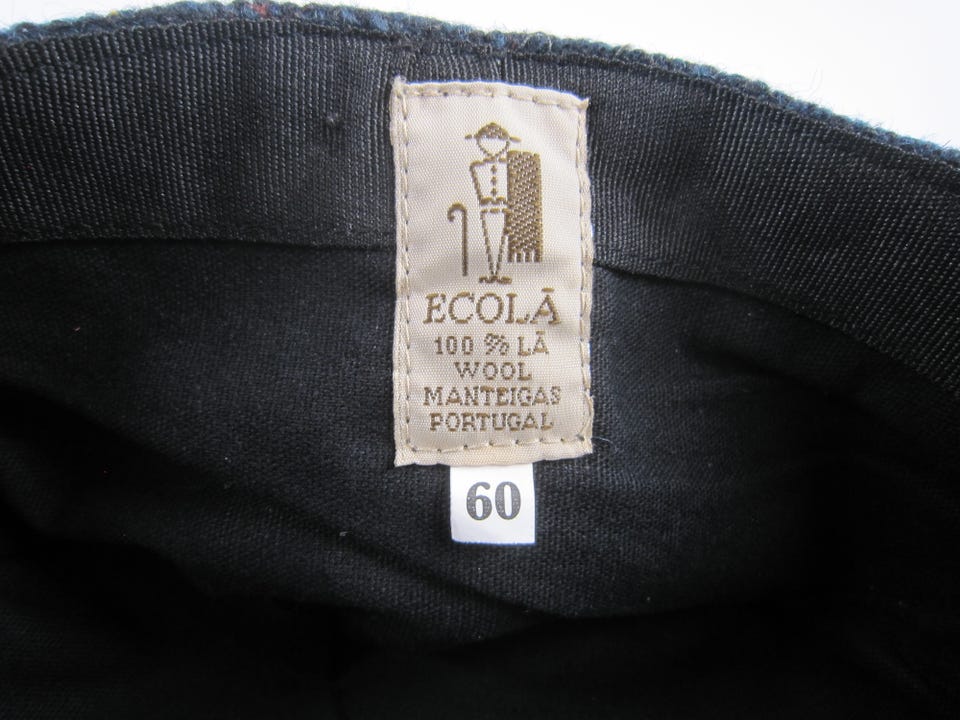 ECOLÃ
100 % LÃ
WOOL
MANTEIGAS
PORTUGAL
60